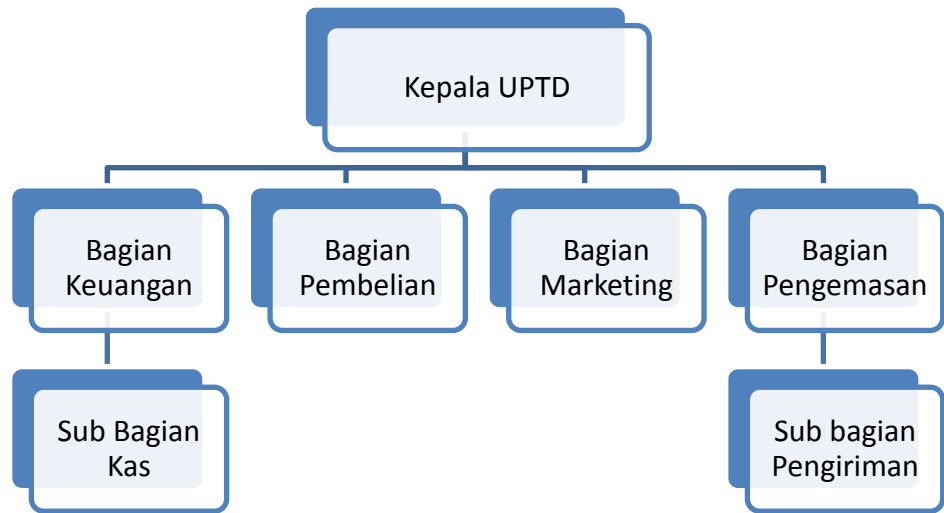 Kepala UPTD
Bagian
Keuangan
Bagian
Pembelian
Bagian
Marketing
Bagian
Pengemasan
Sub Bagian
Kas
Sub bagian
Pengiriman